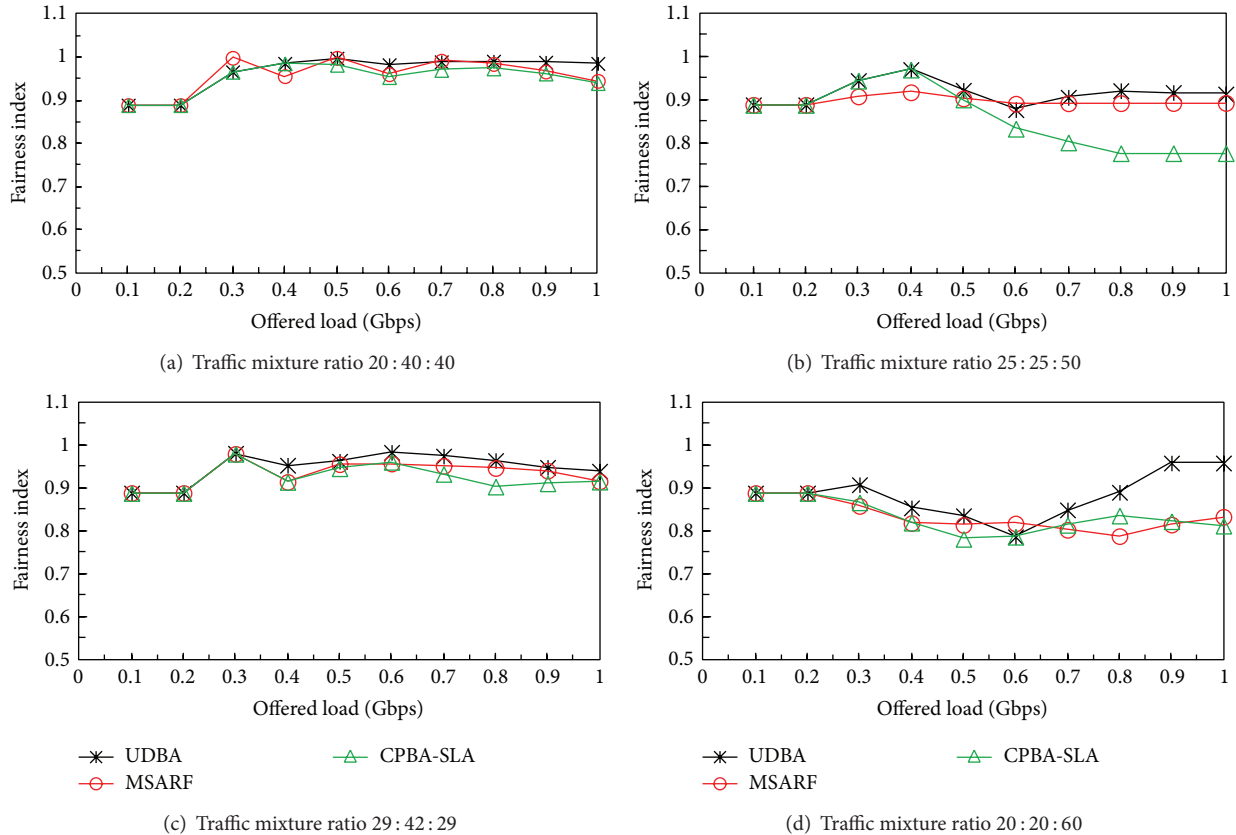 1.1
1
0.9
0.8
0.7
0.6
0.5
Fairness index
0 0.1 0.2 0.3 0.4 0.5 0.6 0.7 0.8 0.9 1
Offered load (Gbps)
(a) Traffic mixture ratio 20 : 40 : 40
1.1
1
0.9
0.8
0.7
0.6
0.5
Fairness index
0 0.1 0.2 0.3 0.4 0.5 0.6 0.7 0.8 0.9 1
Offered load (Gbps)
(b) Traffic mixture ratio 25 : 25 : 50
1.1
1
0.9
0.8
0.7
0.6
0.5
Fairness index
0 0.1 0.2 0.3 0.4 0.5 0.6 0.7 0.8 0.9 1
Offered load (Gbps)
UDBA
MSARF
CPBA-SLA
(c) Traffic mixture ratio 29 : 42 : 29
1.1
1
0.9
0.8
0.7
0.6
0.5
Fairness index
0 0.1 0.2 0.3 0.4 0.5 0.6 0.7 0.8 0.9 1
Offered load (Gbps)
UDBA
MSARF
CPBA-SLA
(d) Traffic mixture ratio 20 : 20 : 60